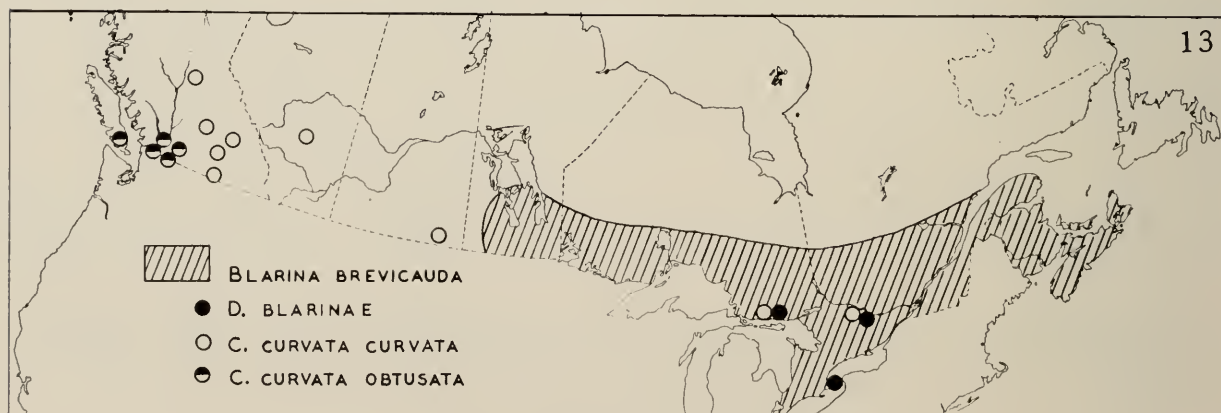 13
BLARINA BREVICAUDA
D. BLARINAE
C. CURVATA CURVATA
C. CURVATA OBTUSATA